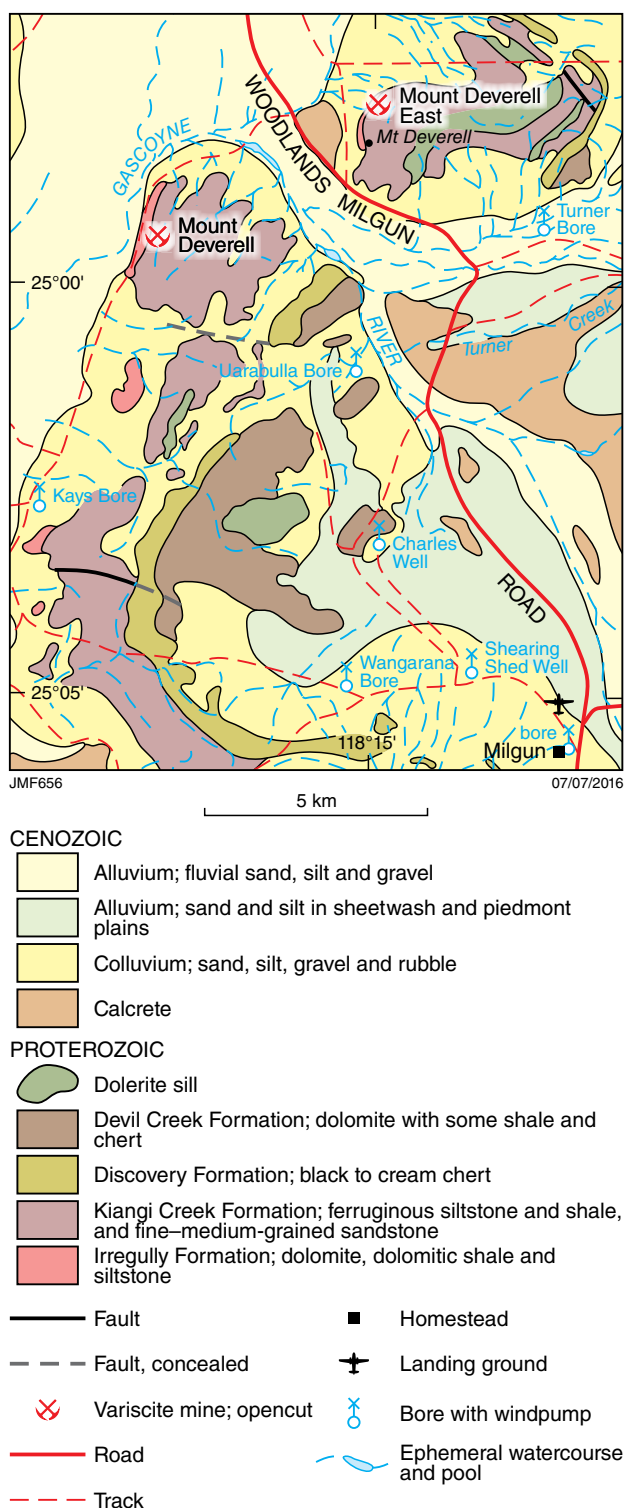 WOODLANDS MILGUN
Mount Deverell
East
Mt Deverell
GASCOYNE
Mount
Deverell
Turner
Bore
25°00'
RIVER
Turner
Creek
Uarabulla Bore
Kays Bore
Charles
Well
ROAD
Wangarana
Bore
Shearing
Shed Well
25°05'
118°15'
bore
Milgun
JMF656
07/07/2016
5 km
CENOZOIC
Alluvium; fluvial sand, silt and gravel
Alluvium; sand and silt in sheetwash and piedmont
plains
Colluvium; sand, silt, gravel and rubble
Calcrete
PROTEROZOIC
Dolerite sill
Devil Creek Formation; dolomite with some shale and
chert
Discovery Formation; black to cream chert
Kiangi Creek Formation; ferruginous siltstone and shale,
and fine–medium-grained sandstone
Irregully Formation; dolomite, dolomitic shale and
siltstone
Fault
Fault, concealed
Variscite mine; opencut
Road
Track
Homestead
Landing ground
Bore with windpump
Ephemeral watercourse
and pool